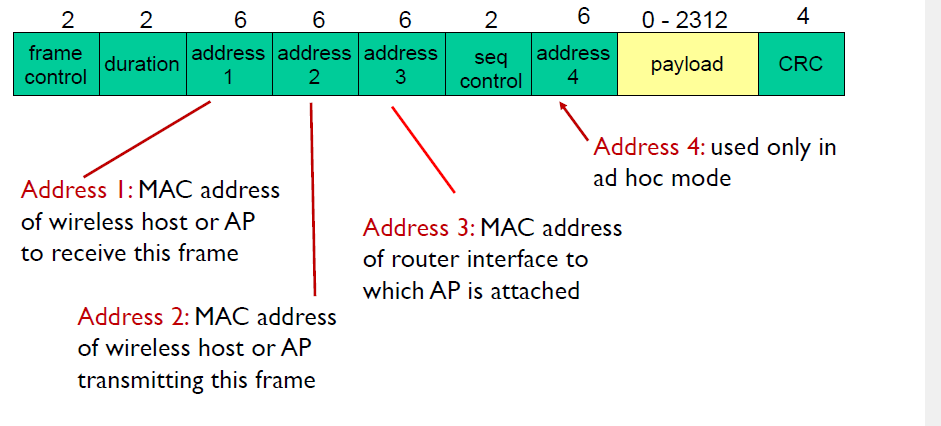 2 2 6 6 6 2 6 0 - 2312 4
frame control duration address 1 address 2 address 3 seq control address 4 payload CRC
Address 4: used only in
ad hoc mode
Address 1: MAC address
of wireless host or AP
to receive this frame
Address 3: MAC address
of router interface to
which AP is attached
Address 2: MAC address
of wireless host or AP
transmitting this frame